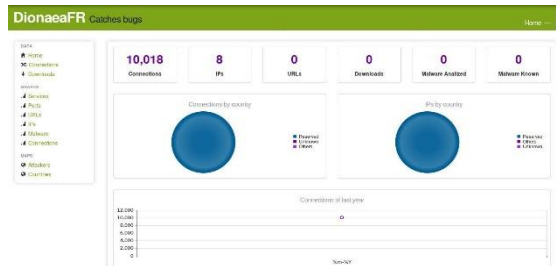 DionaeaFR Catches bugs
Home
DATA
Home
Connections
Downloads
Services
Ports
URLs
IPs
Malware
Connections
MAPS
Attackers
Countries
10,018
Connections
8
IPs
0
URLs
0
Downloads
0
Malware Analized
0
Malware Known
Connections by country
Reserved
Unknown
Others
IPs by country
Reserved
Others
Unknown
Connections of last year
12,000
10,000
8,000
6,000
4,000
2,000
0
%m-%Y